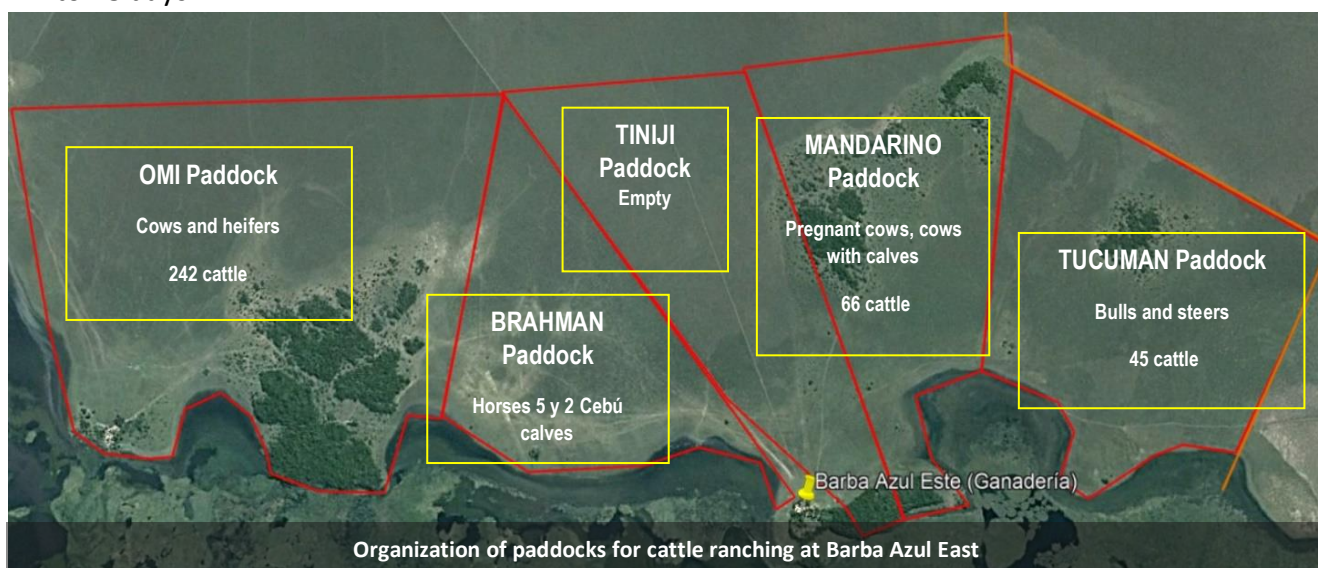 OMI Paddock
Cows and heifers
242 cattle
BRAHMAN
Paddock
Horses 5 y 2 Cebú
calves
TINIJI
Paddock
Empty
MANDARINO
Paddock
Pregnant cows, cows
with calves
66 cattle
TUCUMAN Paddock
Bulls and steers
45 cattle
Barba Azul Este (Ganadería)
Organization of paddocks for cattle ranching at Barba Azul East